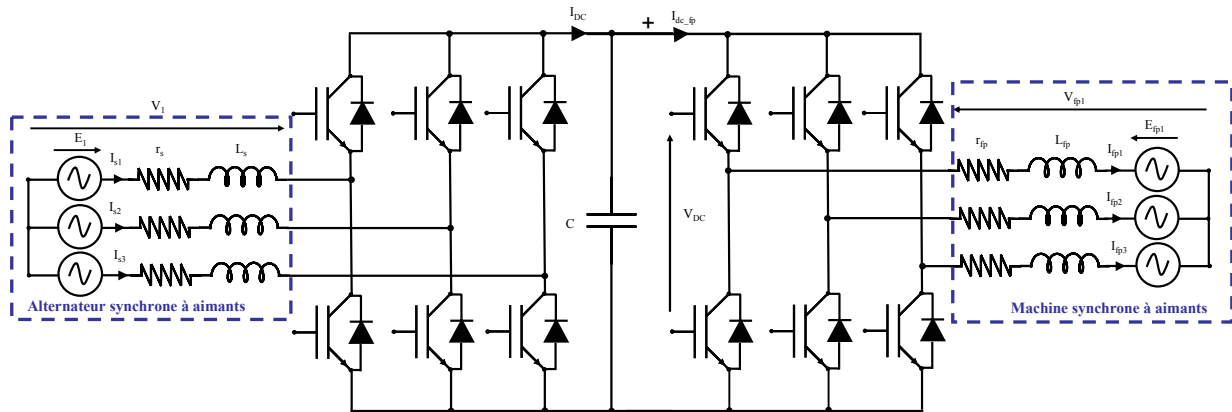 I_DC
+
I_dc_fp
V_1
V_fp1
E_1
I_s1
r_s
L_s
r_fp
L_fp
I_fp1
E_fp1
I_s2
I_fp2
C
V_DC
I_s3
I_fp3
Alternateur synchrone à aimants
Machine synchrone à aimants